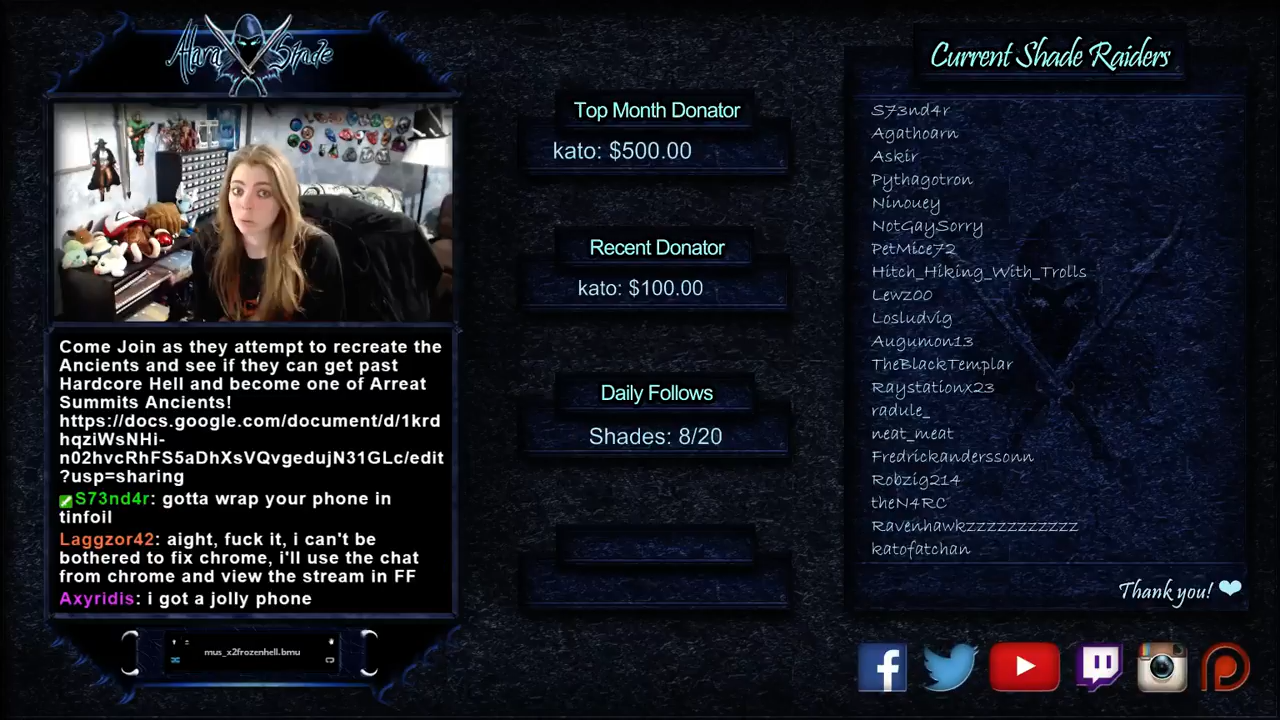 Alara Shade
Come Join as they attempt to recreate the
Ancients and see if they can get past
Hardcore Hell and become one of Arreat
Summits Ancients!
https://docs.google.com/document/d/1krd
hqziWsNHi-
n02hvcRhFS5aDhXsVQvgedujN31GLc/edit
?usp=sharing
S73nd4r: gotta wrap your phone in
tinfoil
Laggzor42: aight, fuck it, i can't be
bothered to fix chrome, i'll use the chat
from chrome and view the stream in FF
Axyridis: i got a jolly phone
mus_x2frozenhell.bmu
Top Month Donator
kato: $500.00
Recent Donator
kato: $100.00
Daily Follows
Shades: 8/20
Current Shade Raiders
S73nd4r
Agathoarn
Askir
Pythagotron
Ninouey
NotGaySorry
PetMice72
Hitch_Hiking_With_Trolls
Lewz00
Losludvig
Augumon13
TheBlackTemplar
Raystationx23
radule_
neat_meat
Fredrickanderssonn
Robzig214
theN4RC
Ravenhawkzzzzzzzzzzz
katofatchan
Thank you! ❤